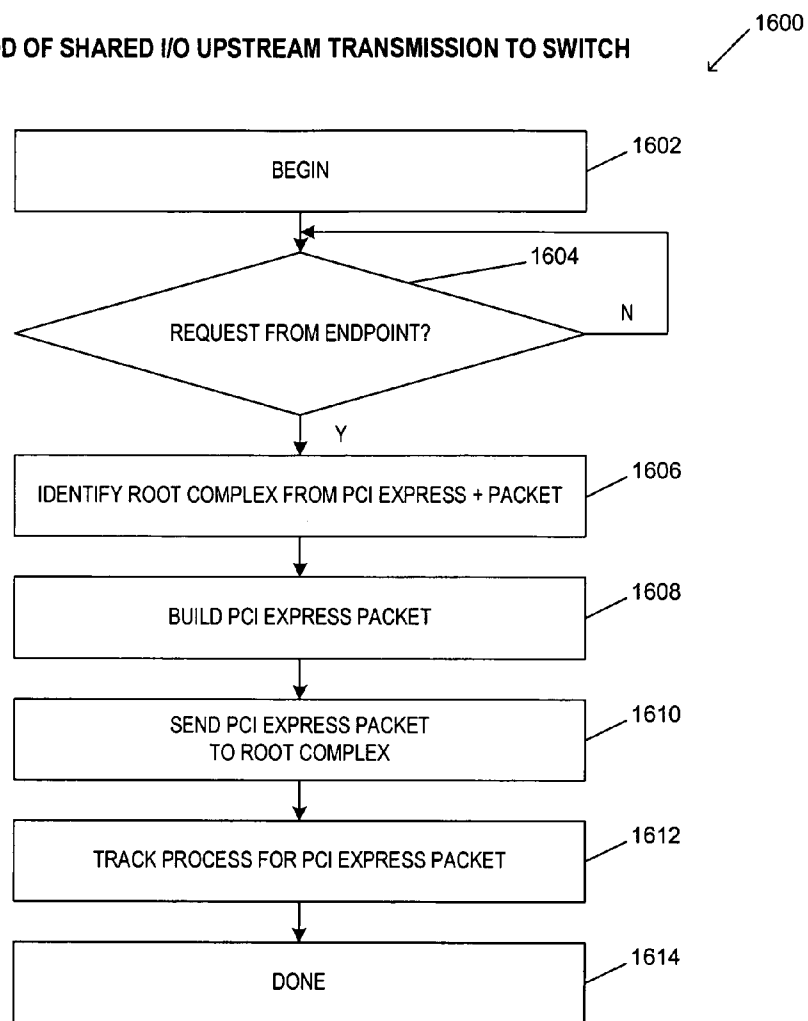 1600
OF SHARED I/O UPSTREAM TRANSMISSION TO SWITCH
1602
BEGIN
1604
REQUEST FROM ENDPOINT?
N
Y
1606
IDENTIFY ROOT COMPLEX FROM PCI EXPRESS + PACKET
1608
BUILD PCI EXPRESS PACKET
1610
SEND PCI EXPRESS PACKET
TO ROOT COMPLEX
1612
TRACK PROCESS FOR PCI EXPRESS PACKET
1614
DONE